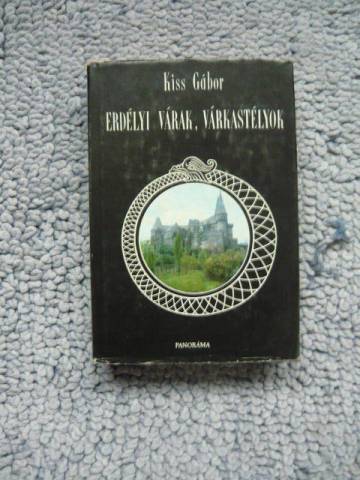 Kiss Gábor
ERDÉLYI VÁRAK, VÁRKASTÉLYOK
PANORÁMA